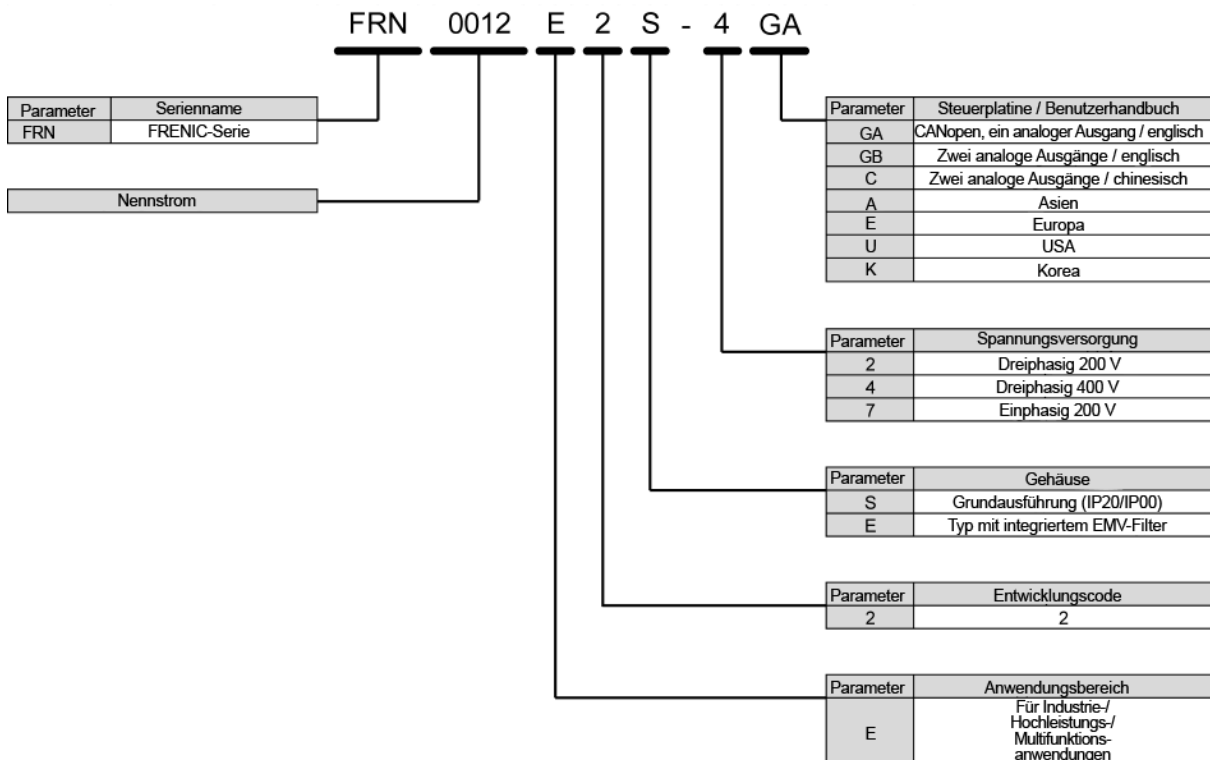 FRN 0012 E 2 S - 4 GA
Parameter Serienname
FRN FRENIC-Serie
Nennstrom
Parameter Steuerplatine / Benutzerhandbuch
GA CANopen, ein analoger Ausgang / englisch
GB Zwei analoge Ausgänge / englisch
C Zwei analoge Ausgänge / chinesisch
A Asien
E Europa
U USA
K Korea
Parameter Spannungsversorgung
2 Dreiphasig 200 V
4 Dreiphasig 400 V
7 Einphasig 200 V
Parameter Gehäuse
S Grundausführung (IP20/IP00)
E Typ mit integriertem EMV-Filter
Parameter Entwicklungscode
2 2
Parameter Anwendungsbereich
E Für Industrie-/
Hochleistungs-/
Multifunktions-
anwendungen